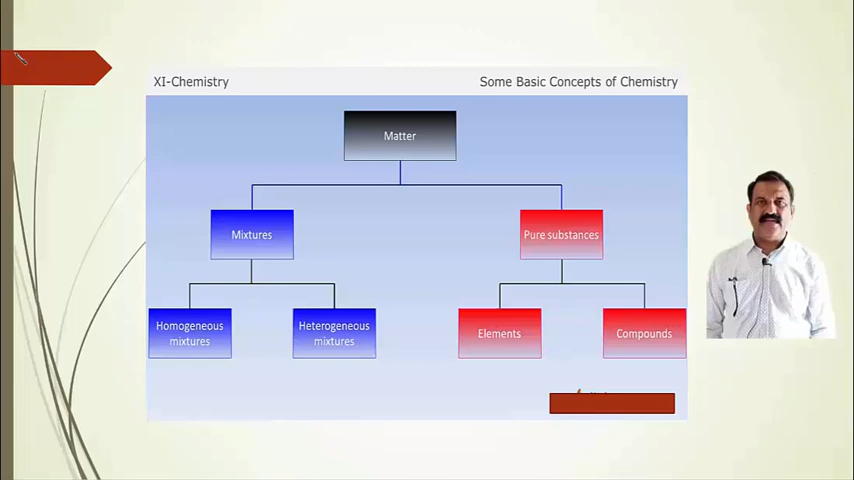 XI-Chemistry
Some Basic Concepts of Chemistry
Matter
Mixtures
Pure substances
Homogeneous
mixtures
Heterogeneous
mixtures
Elements
Compounds